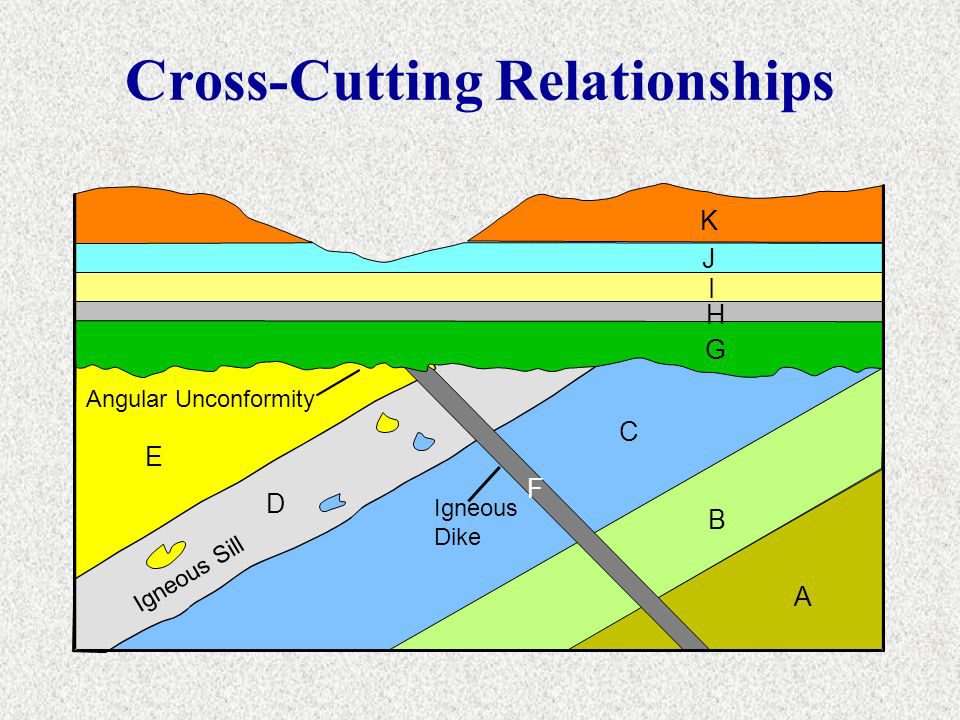 Cross-Cutting Relationships
K
J
I
H
G
Angular Unconformity
C
E
F
D
Igneous
Dike
B
Igneous Sill
A